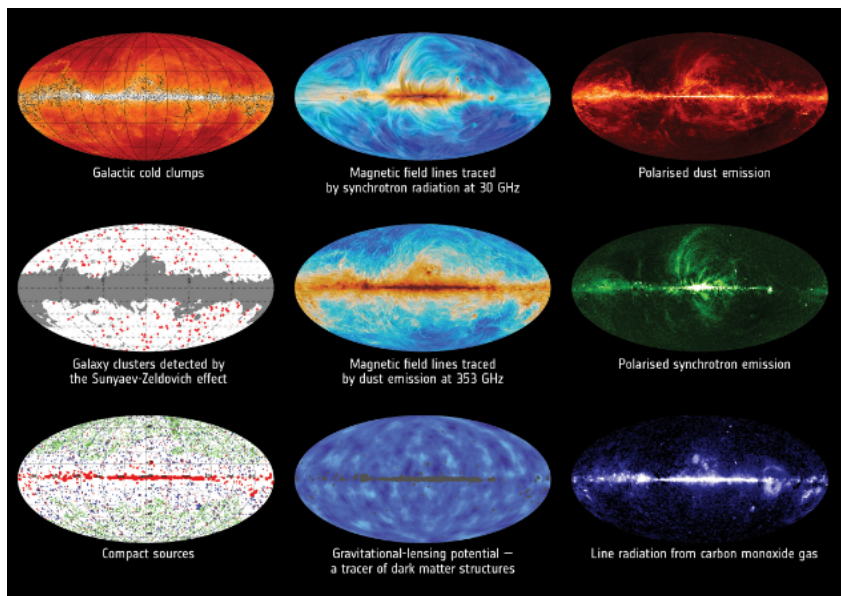 Galactic cold clumps
Magnetic field lines traced
by synchrotron radiation at 30 GHz
Polarised dust emission
Galaxy clusters detected by
the Sunyaev-Zeldovich effect
Magnetic field lines traced
by dust emission at 353 GHz
Polarised synchrotron emission
Compact sources
Gravitational-lensing potential —
a tracer of dark matter structures
Line radiation from carbon monoxide gas